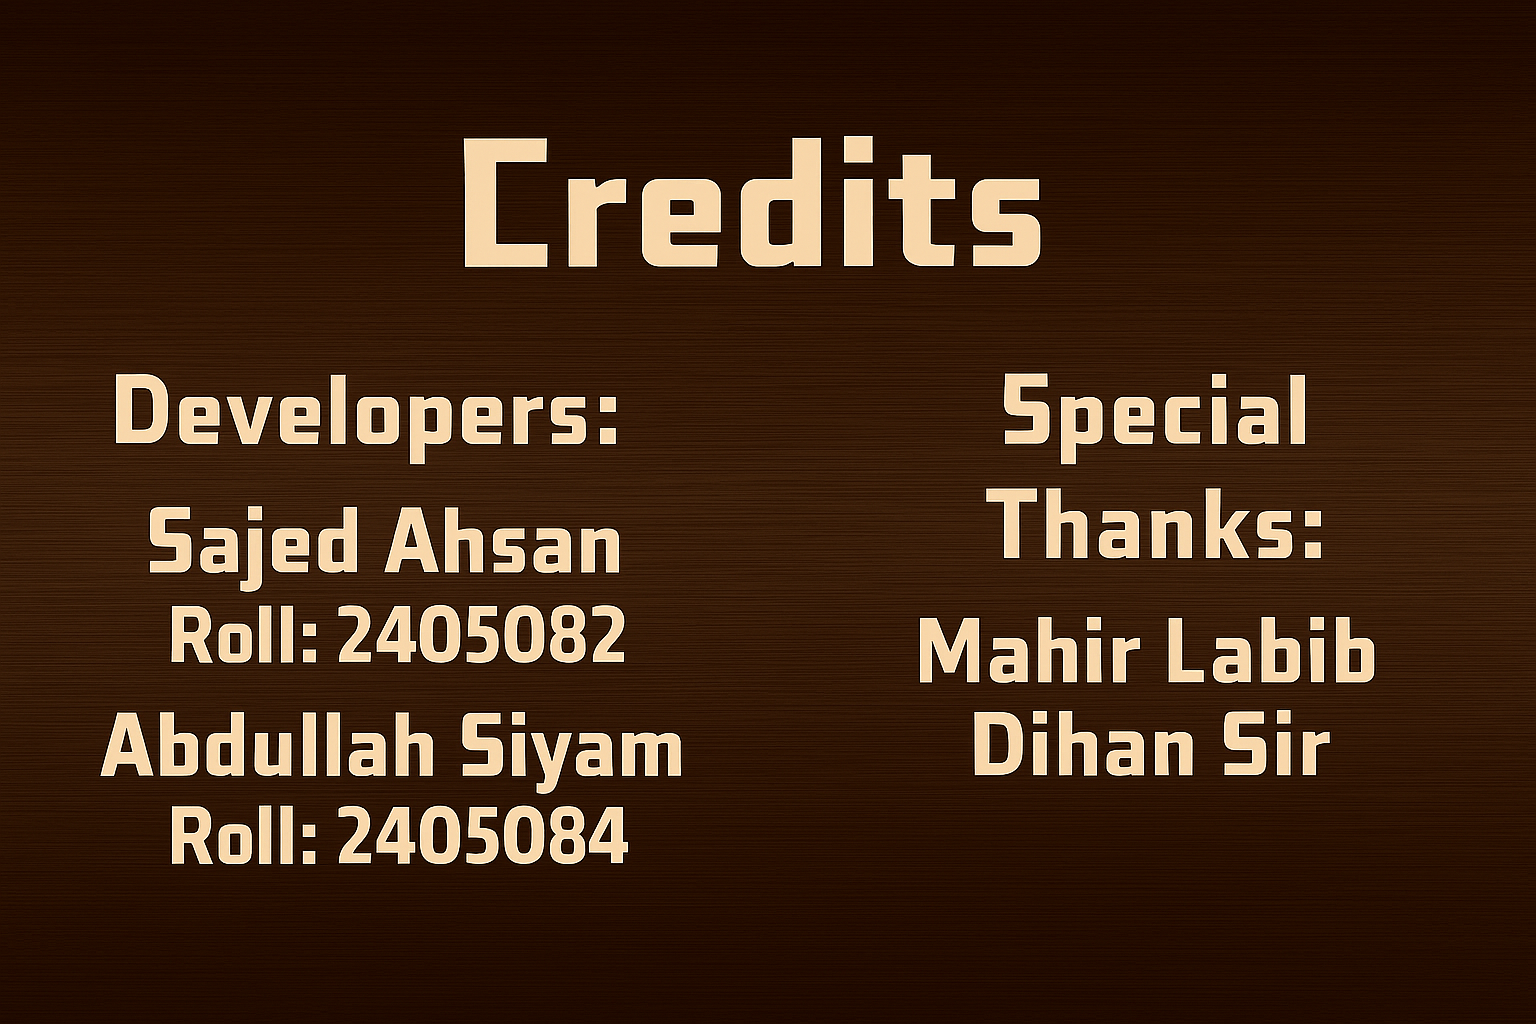 Credits
Developers:
Sajed Ahsan
Roll: 2405082
Abdullah Siyam
Roll: 2405084
Special
Thanks:
Mahir Labib
Dihan Sir